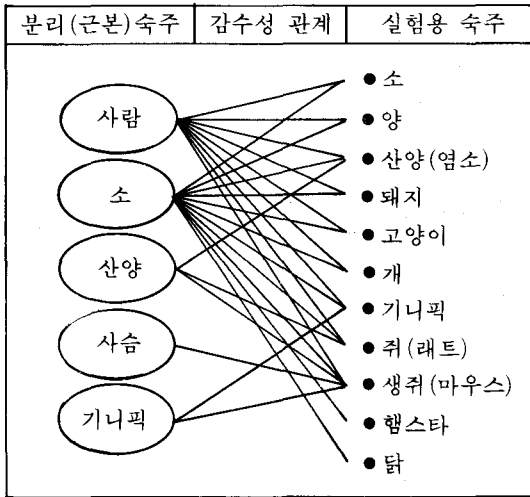 분리(근본)숙주 감수성 관계 실험용 숙주
사람
소
산양
사슴
기니픽
● 소
● 양
● 산양(염소)
● 돼지
● 고양이
● 개
● 기니픽
● 쥐(래트)
● 생쥐(마우스)
● 햄스타
● 닭